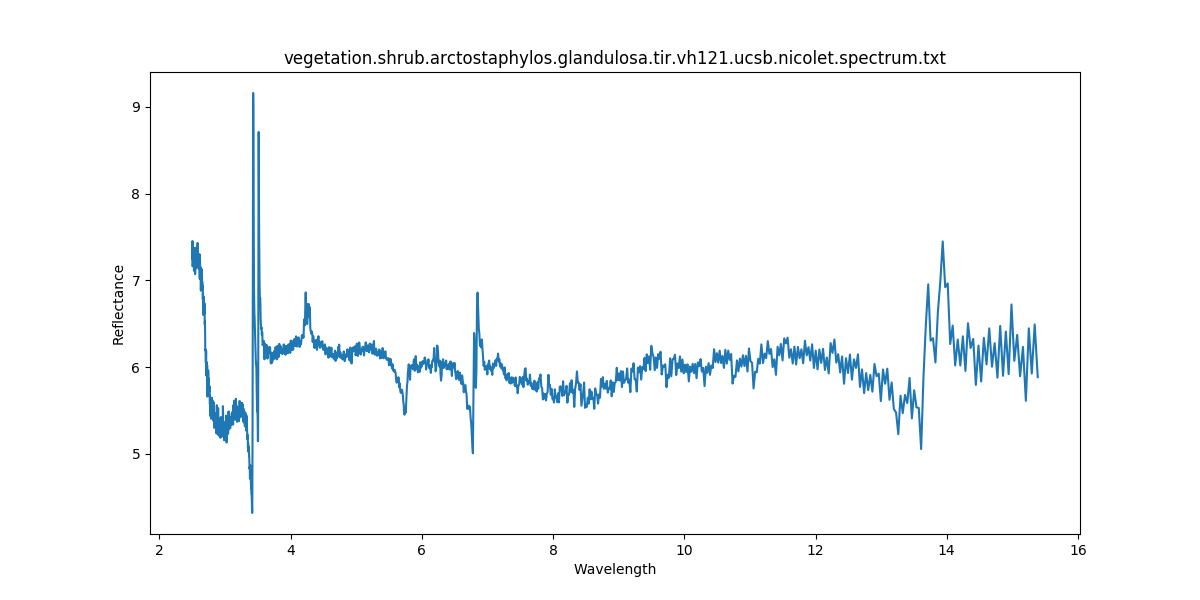 vegetation.shrub.arctostaphylos.glandulosa.tir.vh121.ucsb.nicolet.spectrum.txt
9
8
7
6
5
Reflectance
2 4 6 8 10 12 14 16
Wavelength